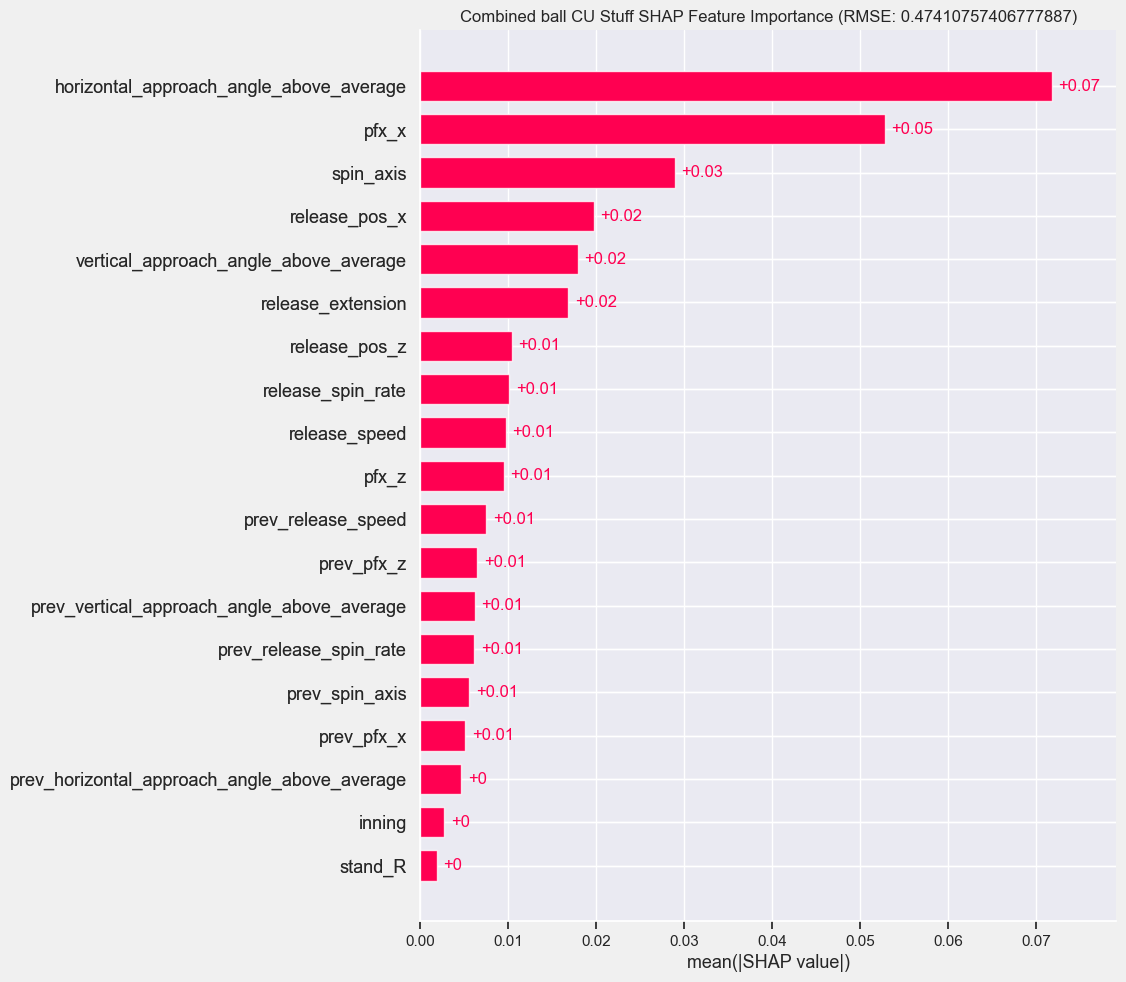 Combined ball CU Stuff SHAP Feature Importance (RMSE: 0.47410757406777887)
horizontal_approach_angle_above_average +0.07
pfx_x +0.05
spin_axis +0.03
release_pos_x +0.02
vertical_approach_angle_above_average +0.02
release_extension +0.02
release_pos_z +0.01
release_spin_rate +0.01
release_speed +0.01
pfx_z +0.01
prev_release_speed +0.01
prev_pfx_z +0.01
prev_vertical_approach_angle_above_average +0.01
prev_release_spin_rate +0.01
prev_spin_axis +0.01
prev_pfx_x +0.01
prev_horizontal_approach_angle_above_average +0
inning +0
stand_R +0
0.00 0.01 0.02 0.03 0.04 0.05 0.06 0.07
mean(|SHAP value|)